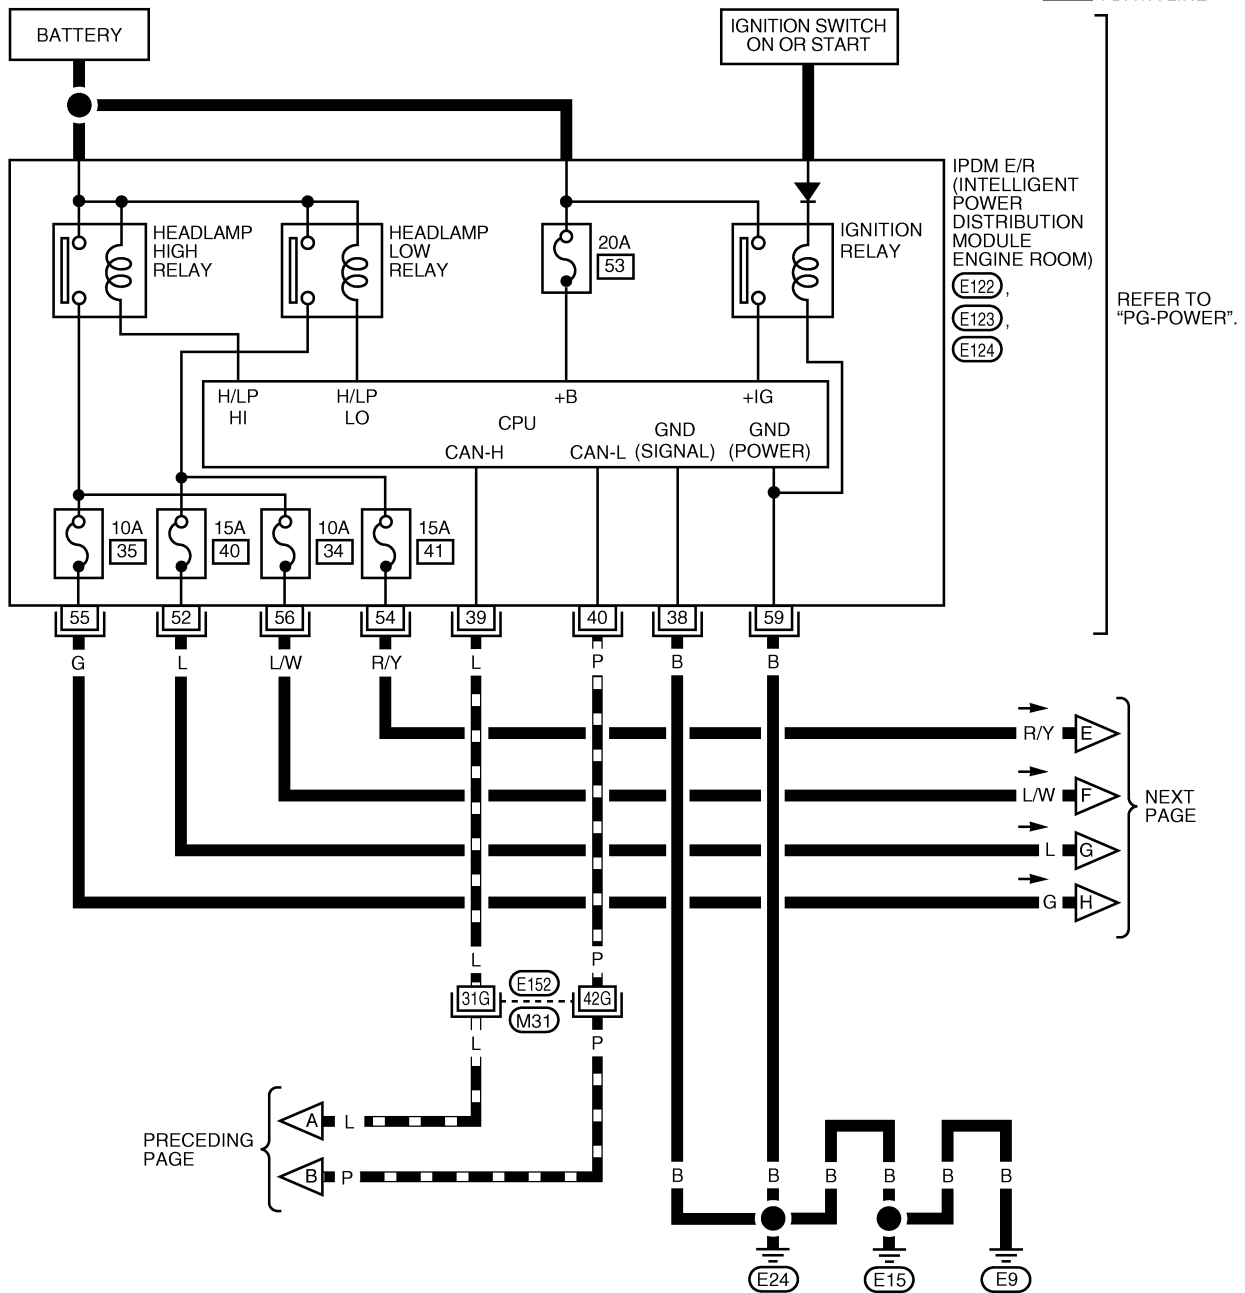 BATTERY
IGNITION SWITCH
ON OR START
IPDM E/R
(INTELLIGENT
POWER
DISTRIBUTION
MODULE
ENGINE ROOM)
E122 ,
E123 ,
E124
REFER TO
“PG-POWER”.
HEADLAMP
HIGH
RELAY
HEADLAMP
LOW
RELAY
20A
53
IGNITION
RELAY
H/LP
HI
H/LP
LO
+B
+IG
CPU
CAN-H
CAN-L
GND
(SIGNAL)
GND
(POWER)
10A
35
15A
40
10A
34
15A
41
55
52
56
54
39
40
38
59
G
L
L/W
R/Y
L
P
B
B
R/Y
E
L/W
F
L
G
G
H
NEXT
PAGE
L
P
31G
E152
42G
M31
L
P
PRECEDING
PAGE
A
L
B
P
B
B
B
B
B
B
E24
E15
E9